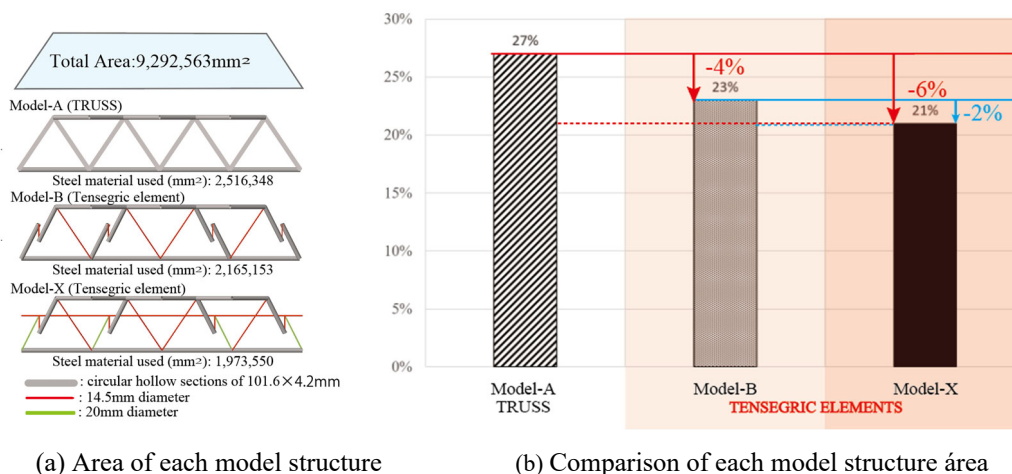 Total Area:9,292,563mm²
Model-A (TRUSS)
Steel material used (mm²): 2,516,348
Model-B (Tensegric element)
Steel material used (mm²): 2,165,153
Model-X (Tensegric element)
Steel material used (mm²): 1,973,550
: circular hollow sections of 101.6×4.2mm
: 14.5mm diameter
: 20mm diameter
(a) Area of each model structure
30%
25%
20%
15%
10%
5%
0%
27%
-4%
23%
-6%
21%
-2%
Model-A
TRUSS
Model-B
Model-X
TENSEGRIC ELEMENTS
(b) Comparison of each model structure área